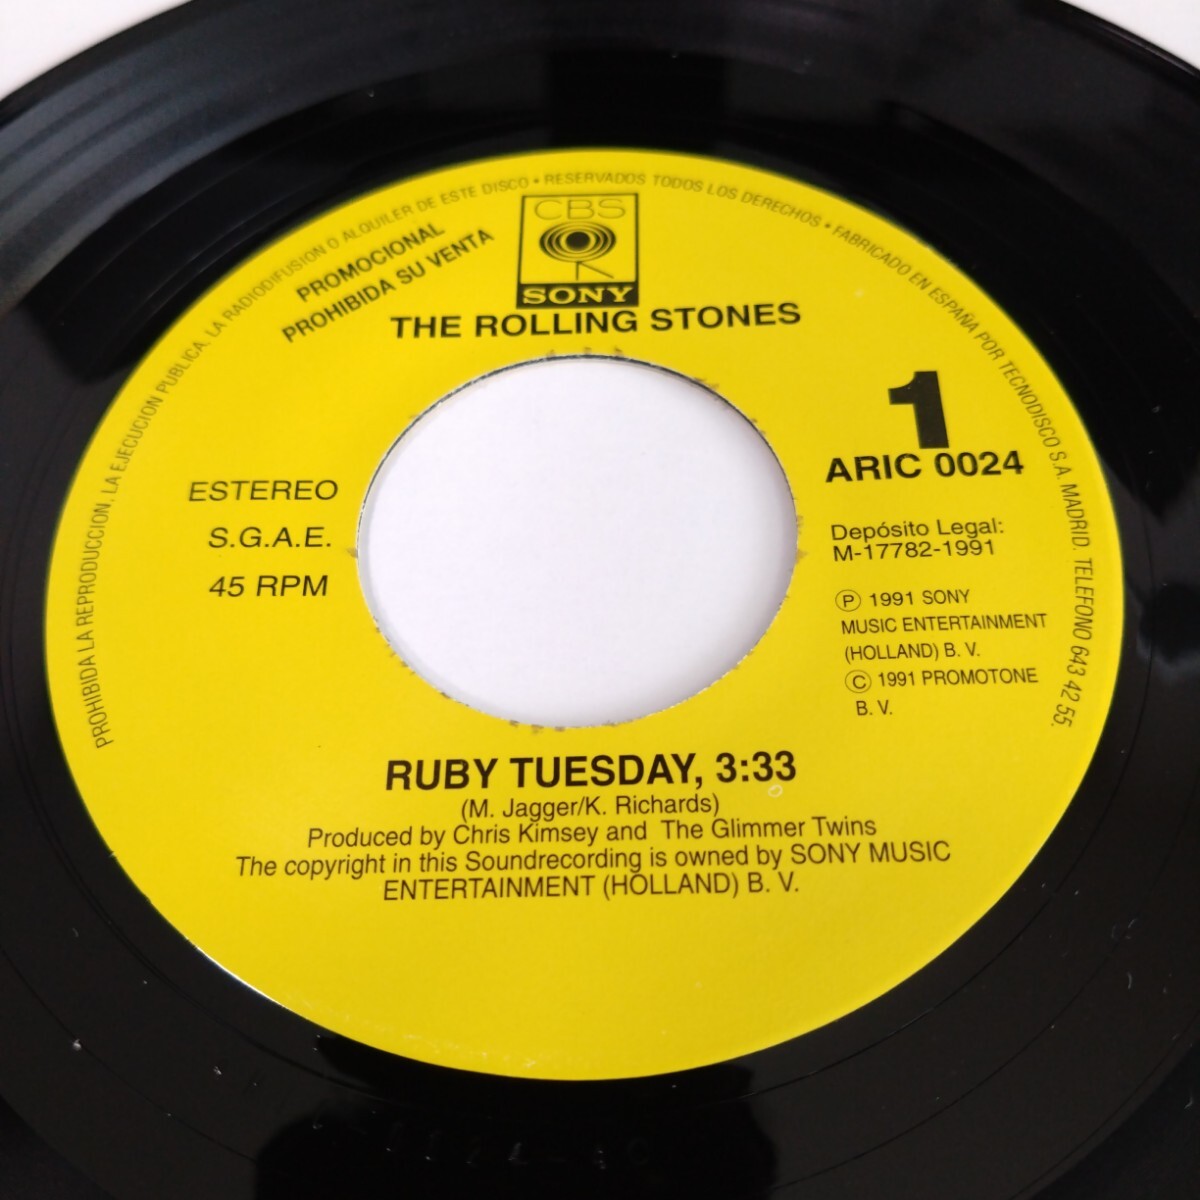 PROHIBIDA LA REPRODUCCION, LA EJECUCION PUBLICA, LA RADIODIFUSION O ALQUILER DE ESTE DISCO • RESERVADOS TODOS LOS DERECHOS • FABRICADO EN ESPAÑA POR TECNODISCO S.A. MADRID. TELEFONO 643 42 55.
PROMOCIONAL
PROHIBIDA SU VENTA
CBS
SONY
THE ROLLING STONES
1
ARIC 0024
ESTEREO
S.G.A.E.
45 RPM
Depósito Legal:
M-17782-1991
Ⓟ 1991 SONY
MUSIC ENTERTAINMENT
(HOLLAND) B. V.
© 1991 PROMOTONE
B. V.
RUBY TUESDAY, 3:33
(M. Jagger/K. Richards)
Produced by Chris Kimsey and The Glimmer Twins
The copyright in this Soundrecording is owned by SONY MUSIC
ENTERTAINMENT (HOLLAND) B. V.